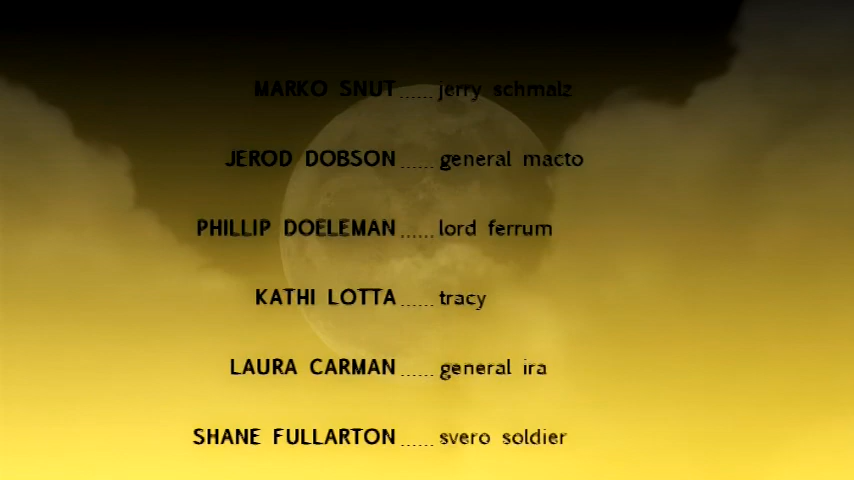 MARKO SNUT ...... jerry schmalz
JEROD DOBSON ...... general macto
PHILLIP DOELEMAN ...... lord ferrum
KATHI LOTTA ...... tracy
LAURA CARMAN ...... general ira
SHANE FULLARTON ...... svero soldier